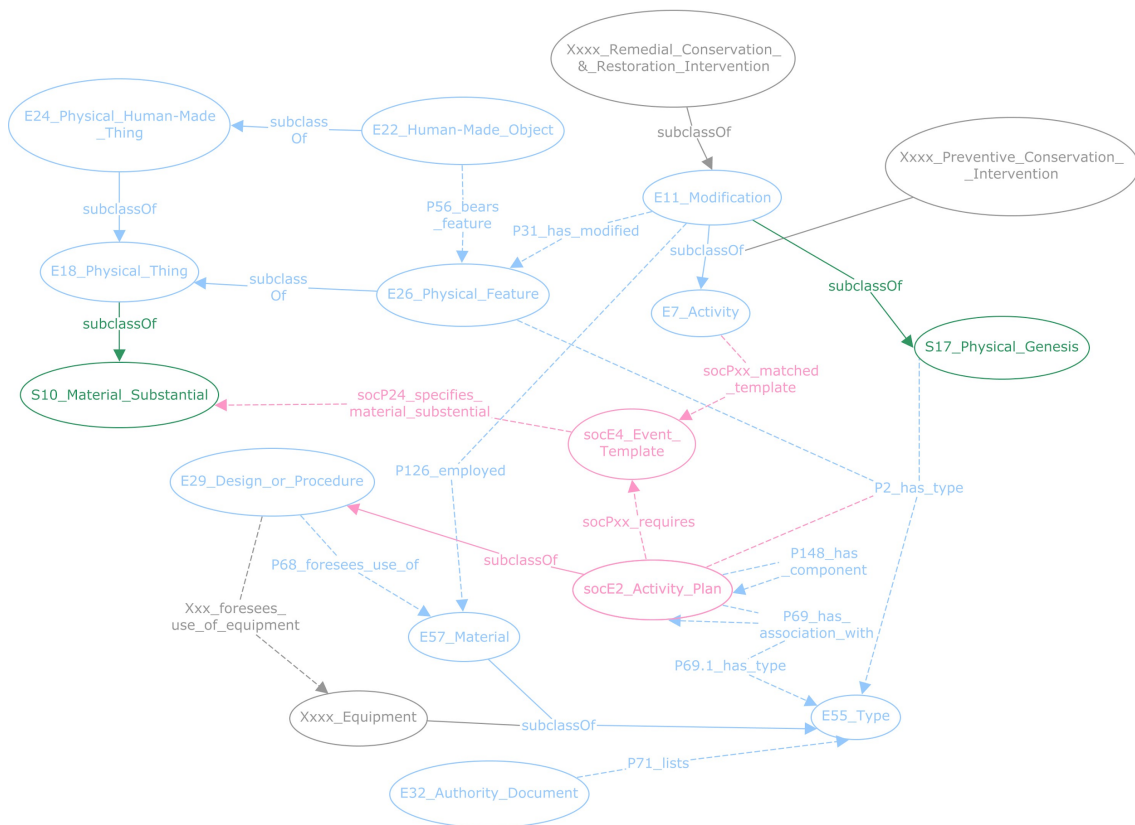 Xxxx_Remedial_Conservation_
&_Restoration_Intervention
E24_Physical_Human-Made
_Thing
subclass
Of
E22_Human-Made_Object
subclassOf
Xxxx_Preventive_Conservation_
_Intervention
E11_Modification
subclassOf
P56_bears
_feature
P31_has_modified
subclassOf
E18_Physical_Thing
subclass
Of
E26_Physical_Feature
subclassOf
E7_Activity
subclassOf
S17_Physical_Genesis
S10_Material_Substantial
socP24_specifies_
material_substential
socPxx_matched
_template
socE4_Event_
Template
P126_employed
E29_Design_or_Procedure
P2_has_type
socPxx_requires
P68_foresees_use_of
subclassOf
P148_has
_component
socE2_Activity_Plan
Xxx_foresees_
use_of_equipment
P69_has_
association_with
E57_Material
P69.1_has_type
Xxxx_Equipment
subclassOf
E55_Type
P71_lists
E32_Authority_Document